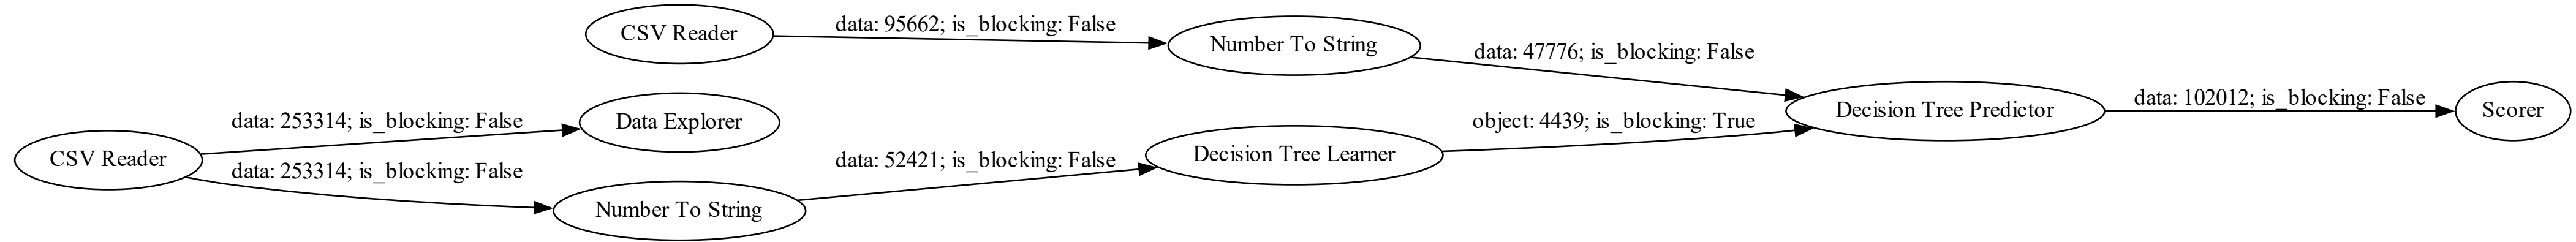 CSV Reader
data: 95662; is_blocking: False
Number To String
data: 47776; is_blocking: False
CSV Reader
data: 253314; is_blocking: False
Data Explorer
data: 253314; is_blocking: False
Number To String
data: 52421; is_blocking: False
Decision Tree Learner
object: 4439; is_blocking: True
Decision Tree Predictor
data: 102012; is_blocking: False
Scorer